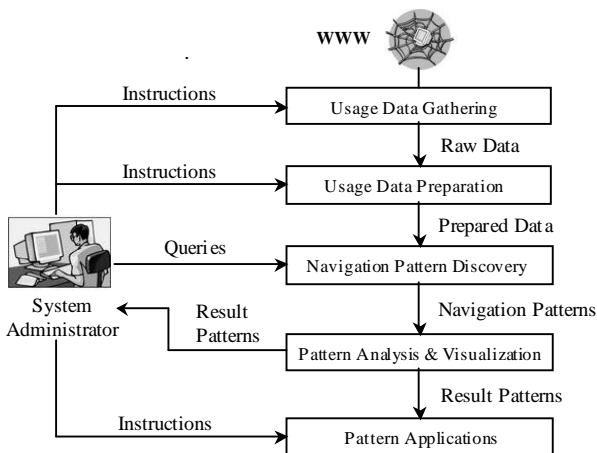 WWW
Instructions
Usage Data Gathering
Raw Data
Instructions
Usage Data Preparation
Prepared Data
Queries
Navigation Pattern Discovery
System
Administrator
Result
Patterns
Navigation Patterns
Pattern Analysis & Visualization
Result Patterns
Instructions
Pattern Applications